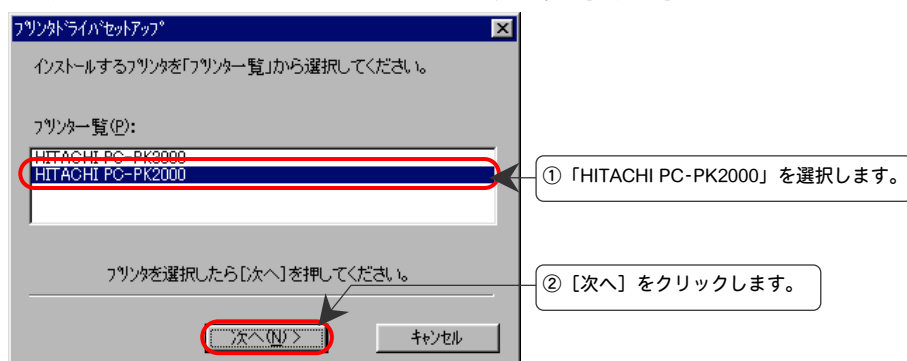 プリンタドライバセットアップ
インストールするプリンタを「プリンター覧」から選択してください。
プリンター覧(P):
HITACHI PC-PK3000
HITACHI PC-PK2000
①「HITACHI PC-PK2000」を選択します。
プリンタを選択したら[次へ]を押してください。
②［次へ］をクリックします。
次へ(N) >
キャンセル